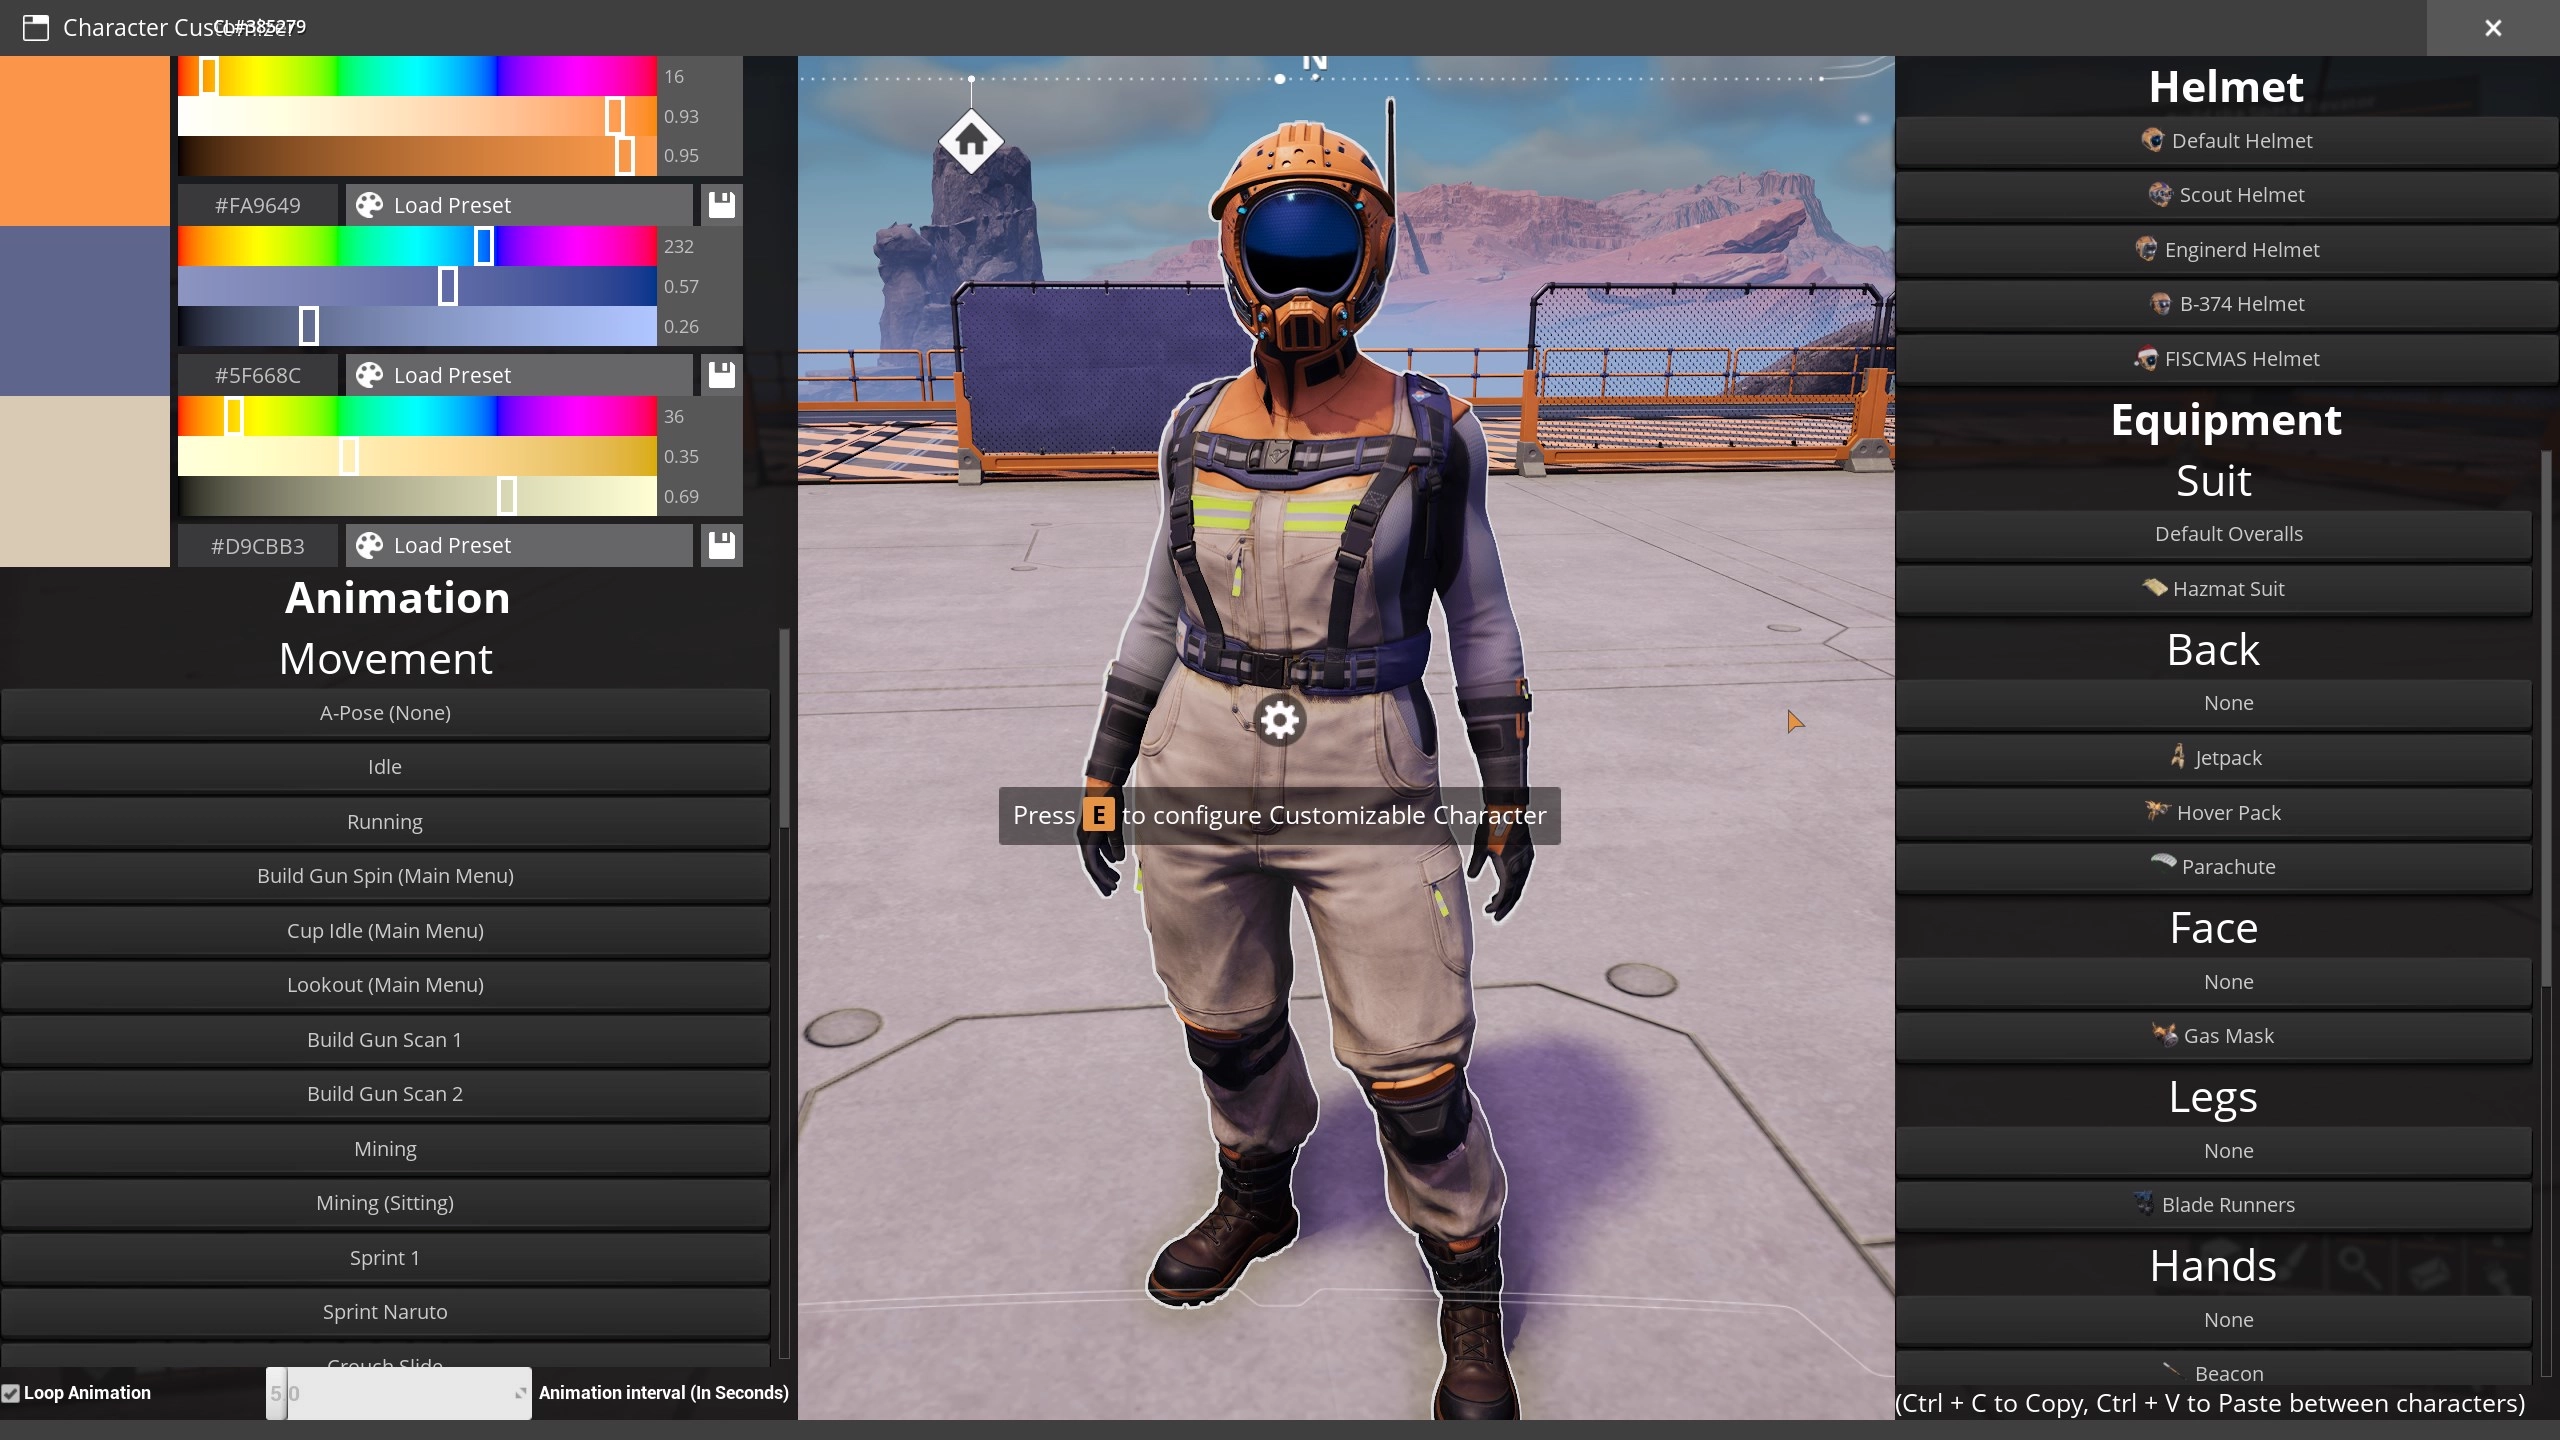 Character Customizer
CL#385279
16
0.93
0.95
#FA9649
Load Preset
232
0.57
0.26
#5F668C
Load Preset
36
0.35
0.69
#D9CBB3
Load Preset
Animation
Movement
A-Pose (None)
Idle
Running
Build Gun Spin (Main Menu)
Cup Idle (Main Menu)
Lookout (Main Menu)
Build Gun Scan 1
Build Gun Scan 2
Mining
Mining (Sitting)
Sprint 1
Sprint Naruto
Crouch Slide
Loop Animation
5.0
Animation interval (In Seconds)
N
Press E to configure Customizable Character
Helmet
Default Helmet
Scout Helmet
Enginerd Helmet
B-374 Helmet
FISCMAS Helmet
Equipment
Suit
Default Overalls
Hazmat Suit
Back
None
Jetpack
Hover Pack
Parachute
Face
None
Gas Mask
Legs
None
Blade Runners
Hands
None
Beacon
(Ctrl + C to Copy, Ctrl + V to Paste between characters)